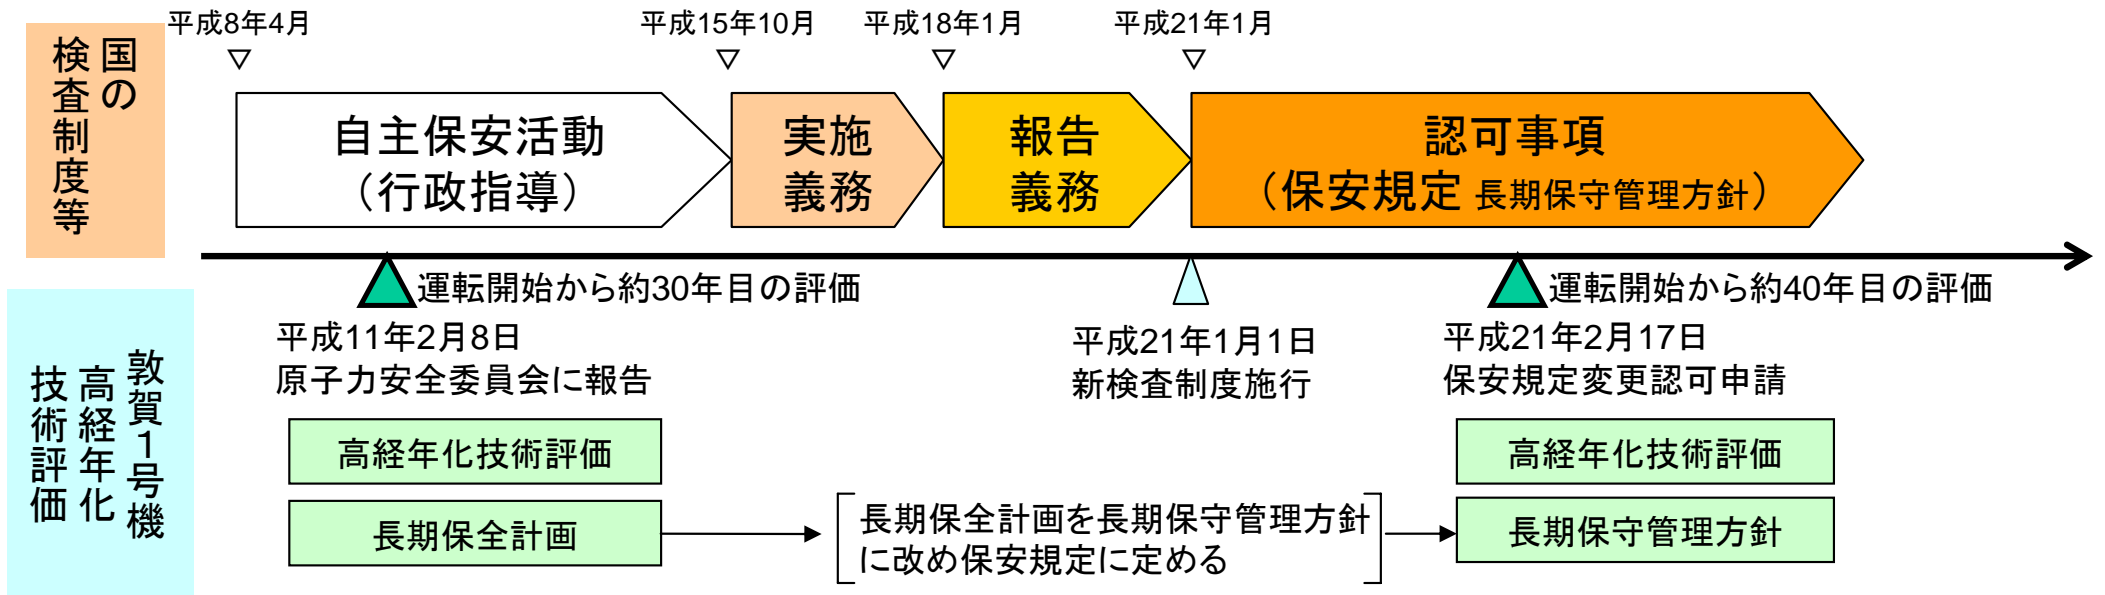 国の
検査制度等
平成8年4月
平成15年10月
平成18年1月
平成21年1月
自主保安活動
（行政指導）
実施
義務
報告
義務
認可事項
（保安規定 長期保守管理方針）
運転開始から約30年目の評価
運転開始から約40年目の評価
敦賀１号機
高経年化
技術評価
平成11年2月8日
原子力安全委員会に報告
平成21年1月1日
新検査制度施行
平成21年2月17日
保安規定変更認可申請
高経年化技術評価
長期保全計画
長期保全計画を長期保守管理方針
に改め保安規定に定める
高経年化技術評価
長期保守管理方針